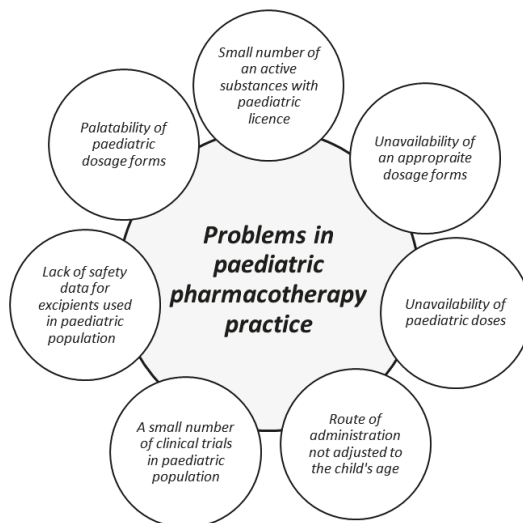 Small number of
an active
substances with
paediatric
licence
Unavailability of
an appropraite
dosage forms
Unavailability of
paediatric doses
Route of
administration
not adjusted to
the child's age
A small number
of clinical trials
in paediatric
population
Lack of safety
data for
excipients used
in paediatric
population
Palatability of
paediatric
dosage forms
Problems in
paediatric
pharmacotherapy
practice